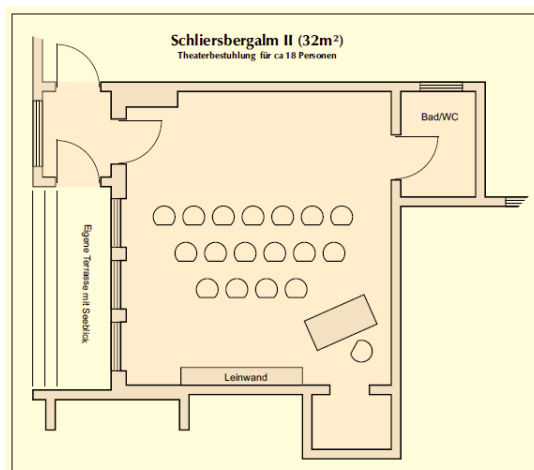 Schliersbergalm II (32m²)
Theaterbestuhlung für ca 18 Personen
Bad/WC
Eigene Terrasse mit Seeblick
Leinwand